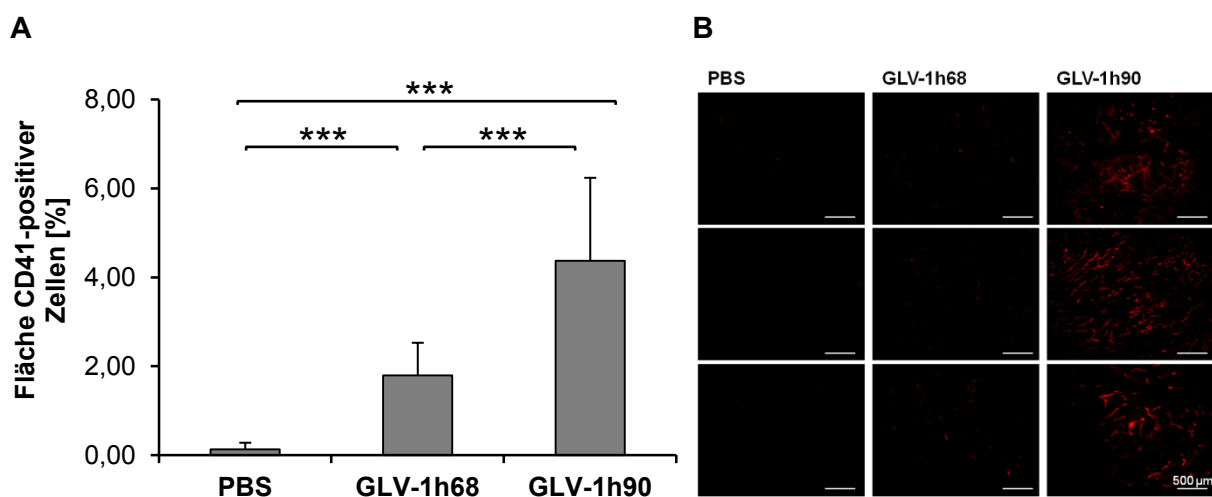 A
Fläche CD41-positiver
Zellen [%]
8,00
6,00
4,00
2,00
0,00
***
***
***
PBS
GLV-1h68
GLV-1h90
B
PBS
GLV-1h68
GLV-1h90
500 µm